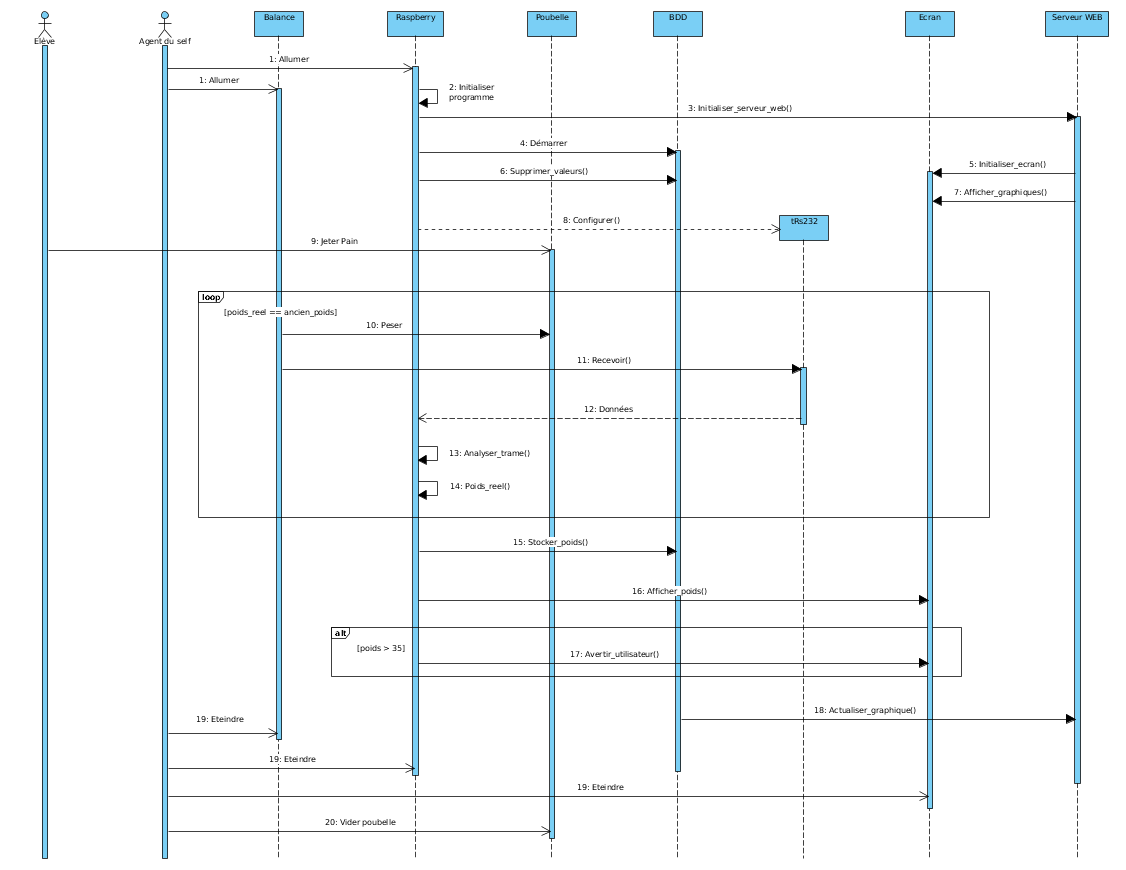 Balance
Raspberry
Poubelle
BDD
Ecran
Serveur WEB
Elève
Agent du self
1: Allumer
1: Allumer
2: Initialiser
programme
3: Initialiser_serveur_web()
4: Démarrer
5: Initialiser_ecran()
6: Supprimer_valeurs()
7: Afficher_graphiques()
8: Configurer()
tRs232
9: Jeter Pain
loop
[poids_reel == ancien_poids]
10: Peser
11: Recevoir()
12: Données
13: Analyser_trame()
14: Poids_reel()
15: Stocker_poids()
16: Afficher_poids()
alt
[poids > 35]
17: Avertir_utilisateur()
18: Actualiser_graphique()
19: Eteindre
19: Eteindre
19: Eteindre
20: Vider poubelle